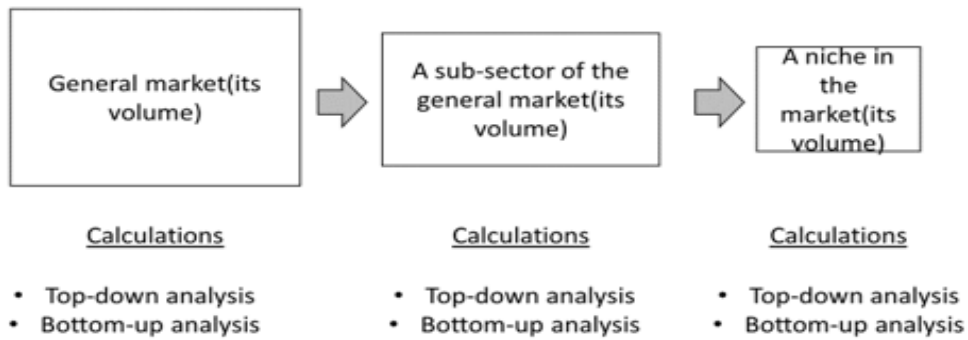 General market(its
volume)
A sub-sector of the
general market(its
volume)
A niche in
the
market(its
volume)
Calculations
• Top-down analysis
• Bottom-up analysis
Calculations
• Top-down analysis
• Bottom-up analysis
Calculations
• Top-down analysis
• Bottom-up analysis